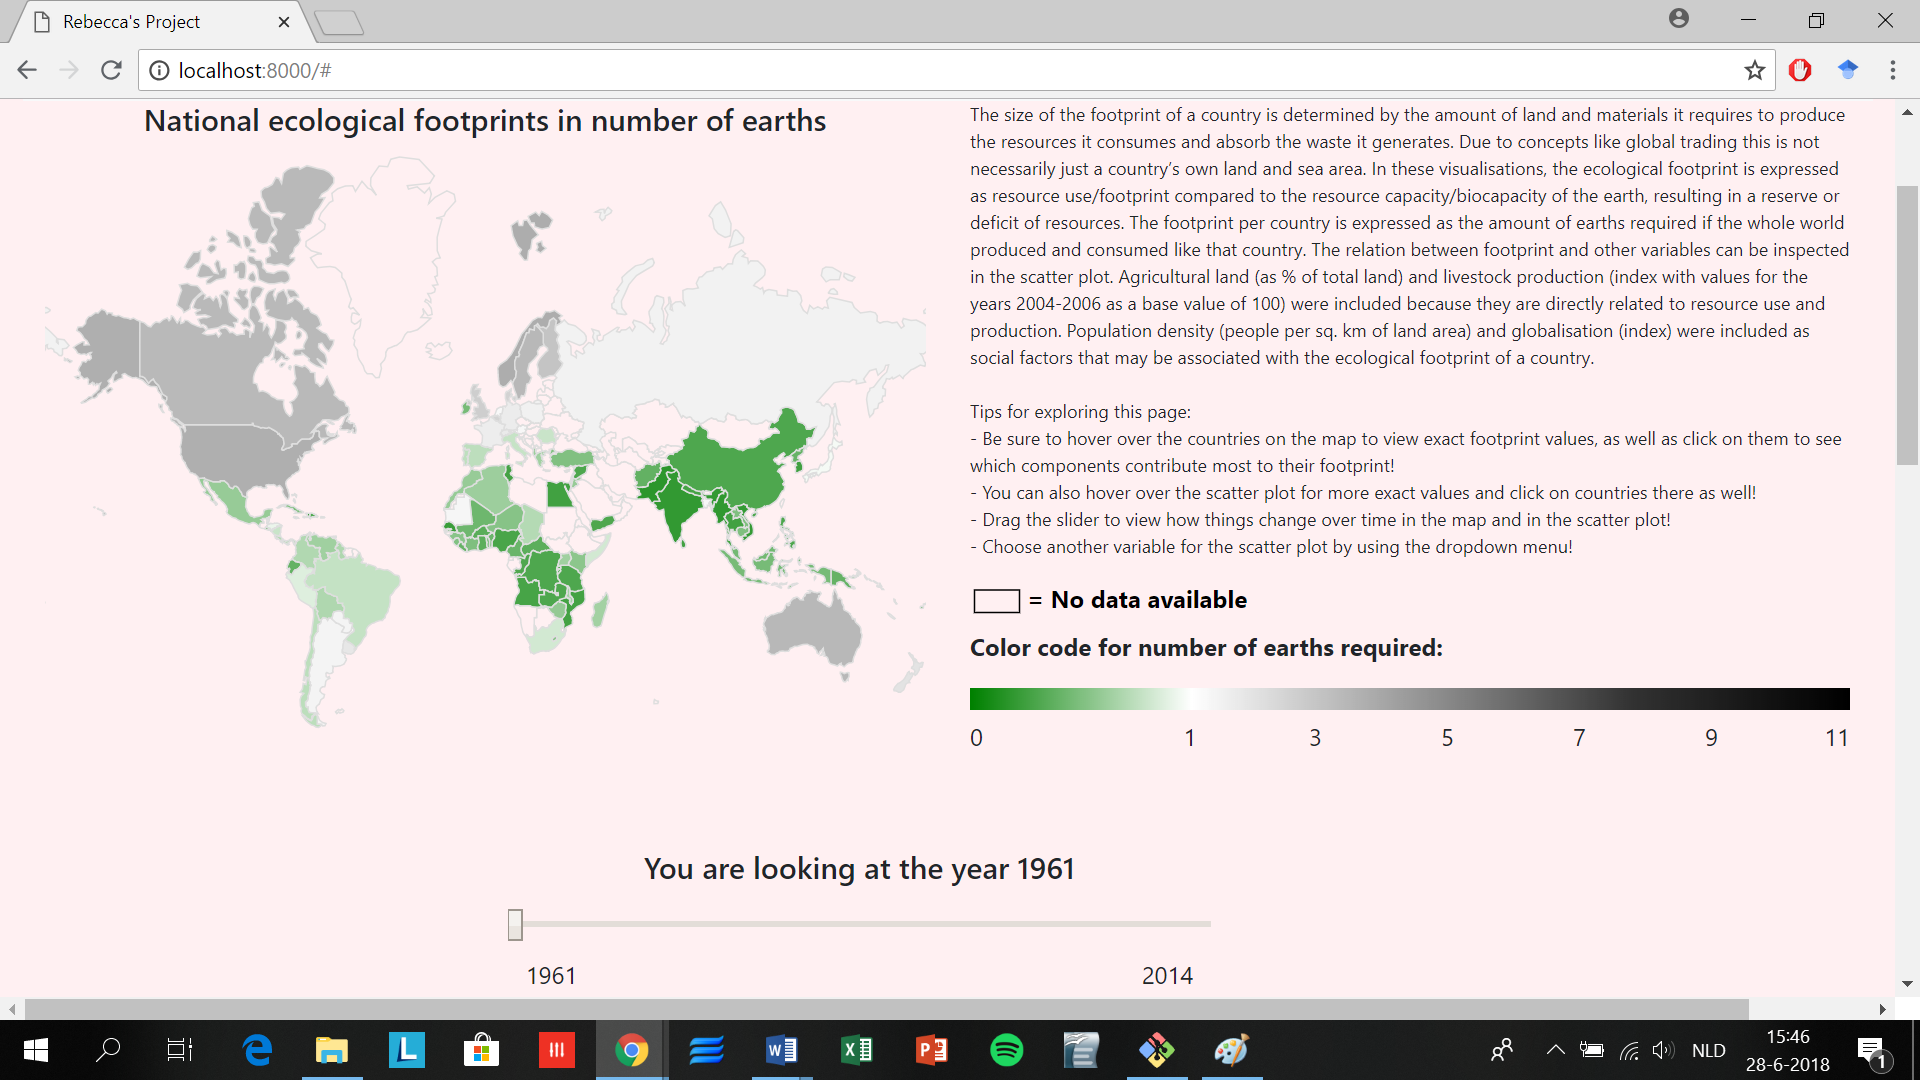 Rebecca's Project
localhost:8000/#
National ecological footprints in number of earths
The size of the footprint of a country is determined by the amount of land and materials it requires to produce
the resources it consumes and absorb the waste it generates. Due to concepts like global trading this is not
necessarily just a country's own land and sea area. In these visualisations, the ecological footprint is expressed
as resource use/footprint compared to the resource capacity/biocapacity of the earth, resulting in a reserve or
deficit of resources. The footprint per country is expressed as the amount of earths required if the whole world
produced and consumed like that country. The relation between footprint and other variables can be inspected
in the scatter plot. Agricultural land (as % of total land) and livestock production (index with values for the
years 2004-2006 as a base value of 100) were included because they are directly related to resource use and
production. Population density (people per sq. km of land area) and globalisation (index) were included as
social factors that may be associated with the ecological footprint of a country.
Tips for exploring this page:
- Be sure to hover over the countries on the map to view exact footprint values, as well as click on them to see
which components contribute most to their footprint!
- You can also hover over the scatter plot for more exact values and click on countries there as well!
- Drag the slider to view how things change over time in the map and in the scatter plot!
- Choose another variable for the scatter plot by using the dropdown menu!
= No data available
Color code for number of earths required:
0 1 3 5 7 9 11
You are looking at the year 1961
1961 2014
L W X P NLD 15:46
28-6-2018 1